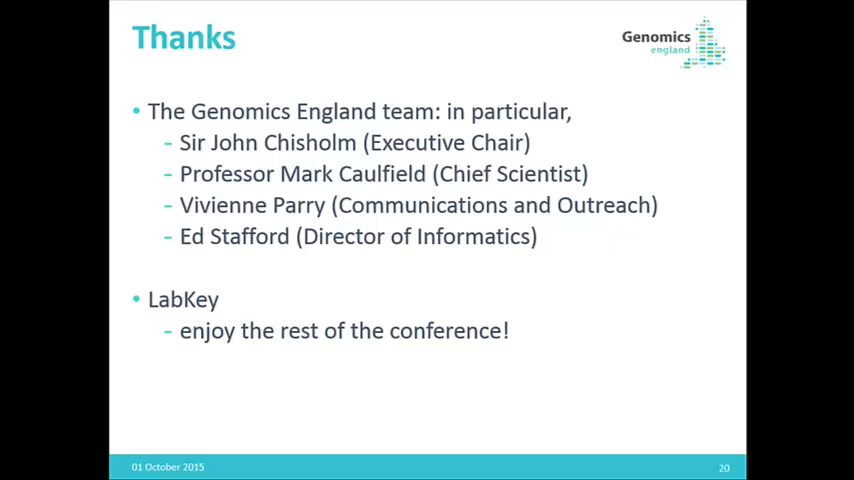 Thanks
Genomics
england
• The Genomics England team: in particular,
- Sir John Chisholm (Executive Chair)
- Professor Mark Caulfield (Chief Scientist)
- Vivienne Parry (Communications and Outreach)
- Ed Stafford (Director of Informatics)
• LabKey
- enjoy the rest of the conference!
01 October 2015
20